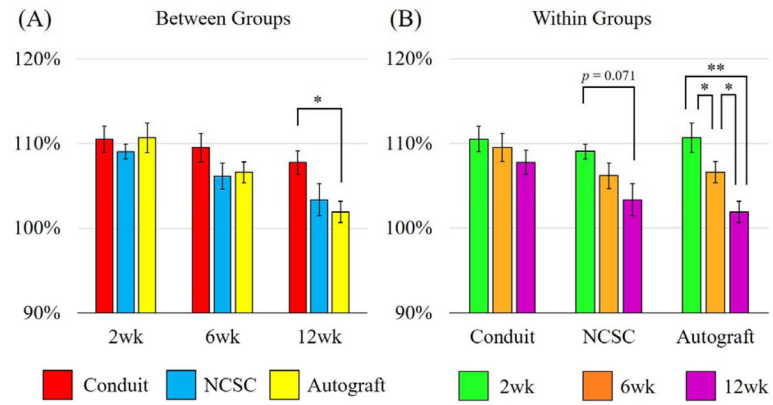 (A) Between Groups
120%
110%
100%
90%
*
2wk 6wk 12wk
Conduit NCSC Autograft
(B) Within Groups
120%
110%
100%
90%
p = 0.071
**
* *
Conduit NCSC Autograft
2wk 6wk 12wk